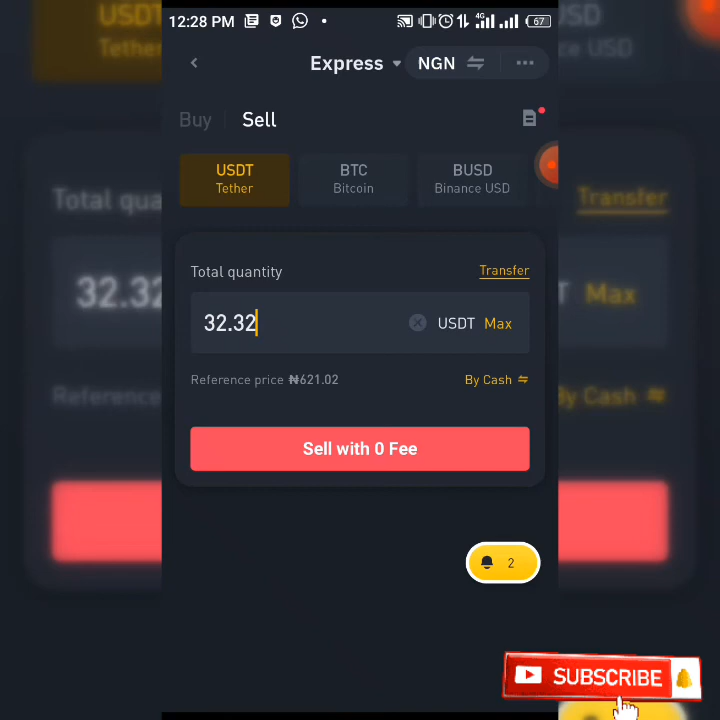 12:28 PM 4G 67
Express NGN
Buy Sell
USDT BTC BUSD
Tether Bitcoin Binance USD
Total quantity Transfer
32.32 USDT Max
Reference price ₦621.02 By Cash
Sell with 0 Fee
2
SUBSCRIBE